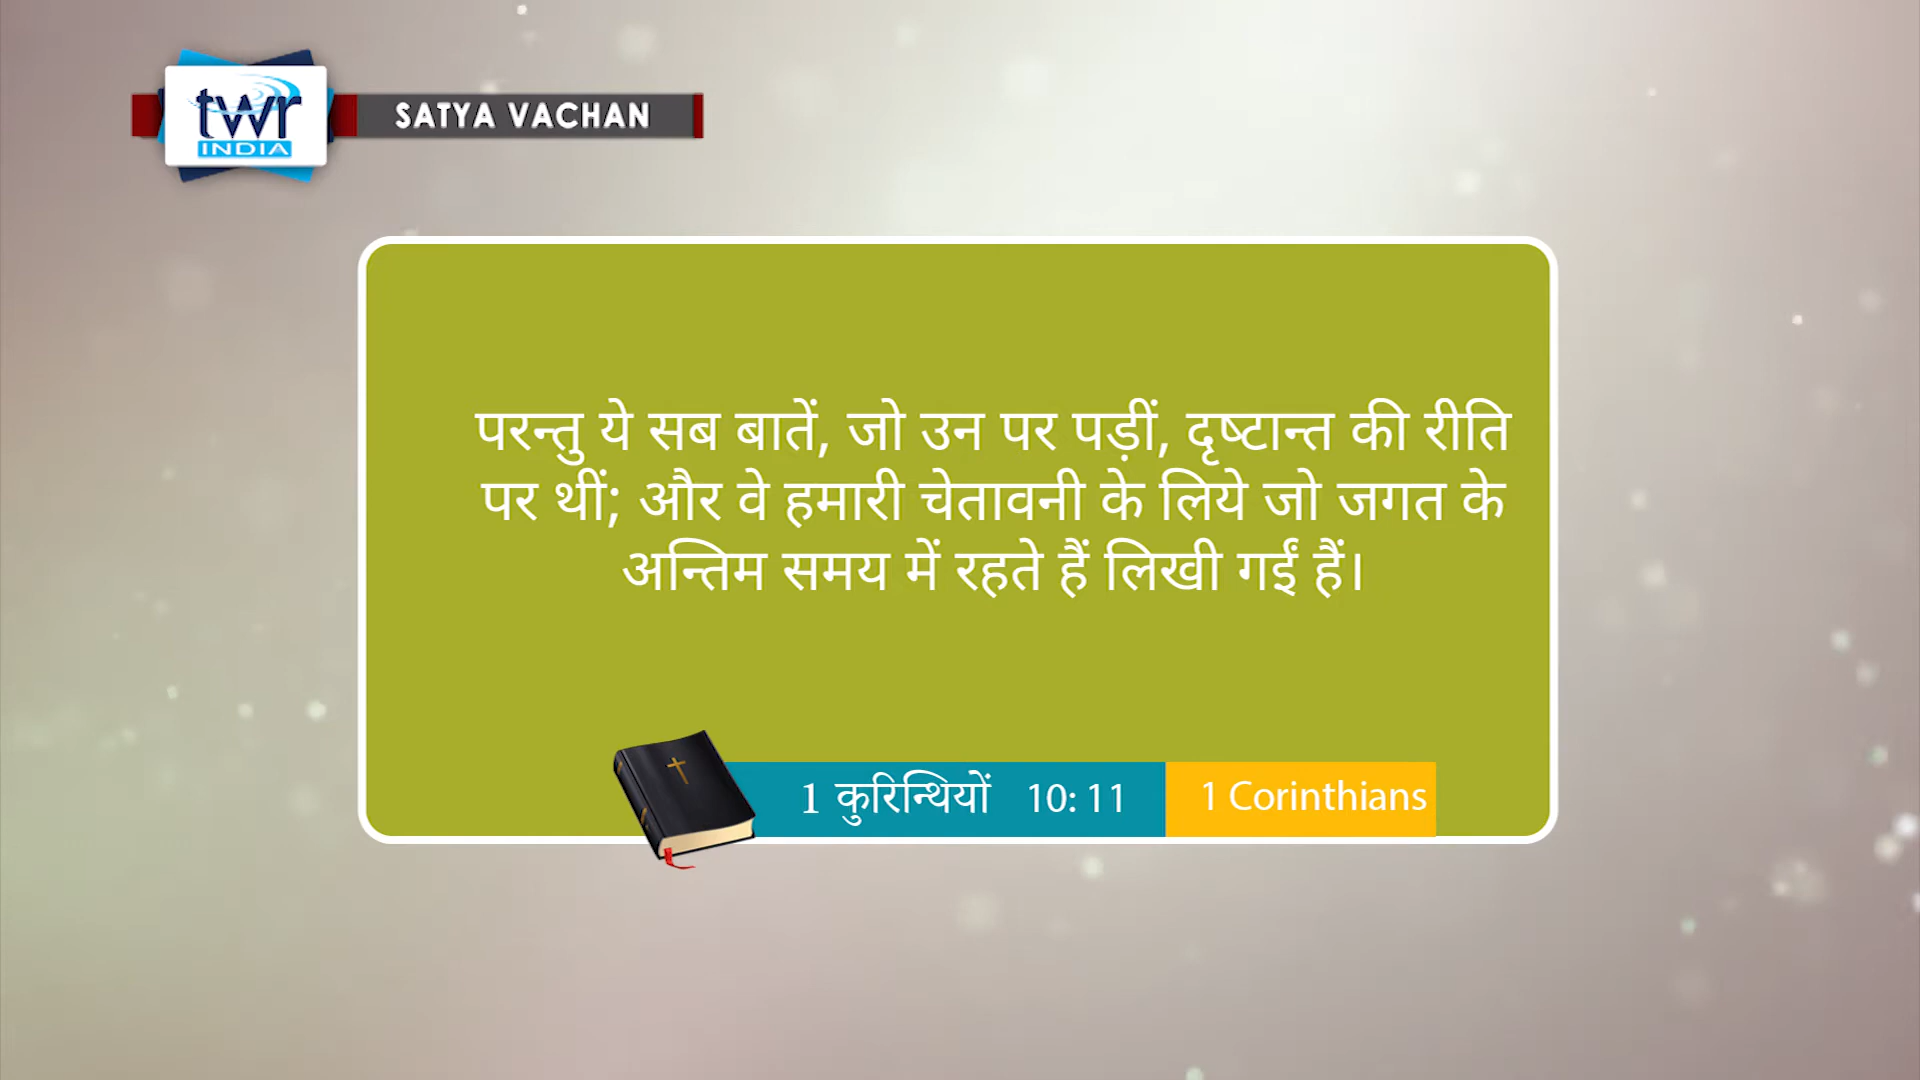 twr
INDIA
SATYA VACHAN
परन्तु ये सब बातें, जो उन पर पड़ीं, दृष्टान्त की रीति
पर थीं; और वे हमारी चेतावनी के लिये जो जगत के
अन्तिम समय में रहते हैं लिखी गईं हैं।
1 कुरिन्थियों 10: 11 1 Corinthians